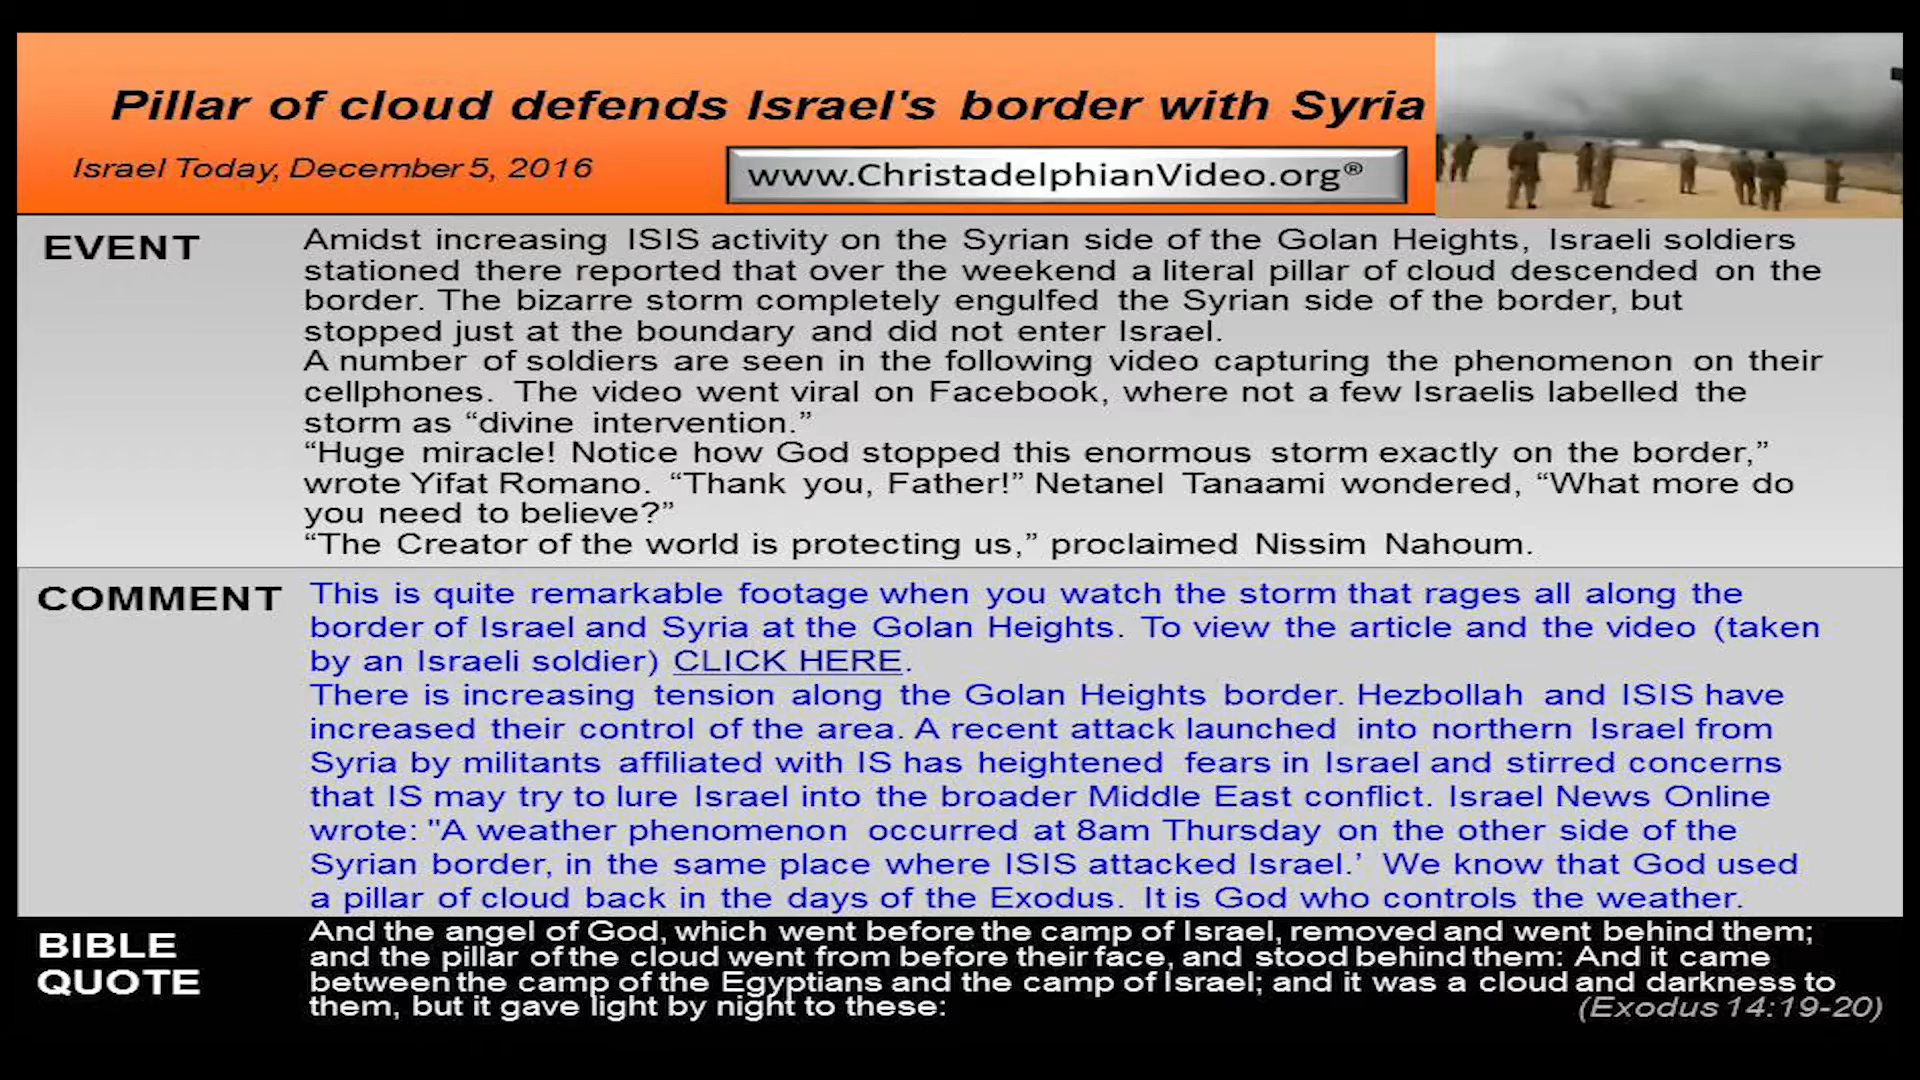 Pillar of cloud defends Israel's border with Syria
Israel Today, December 5, 2016
www.ChristadelphianVideo.org®
EVENT
Amidst increasing ISIS activity on the Syrian side of the Golan Heights, Israeli soldiers
stationed there reported that over the weekend a literal pillar of cloud descended on the
border. The bizarre storm completely engulfed the Syrian side of the border, but
stopped just at the boundary and did not enter Israel.
A number of soldiers are seen in the following video capturing the phenomenon on their
cellphones. The video went viral on Facebook, where not a few Israelis labelled the
storm as “divine intervention.”
“Huge miracle! Notice how God stopped this enormous storm exactly on the border,”
wrote Yifat Romano. “Thank you, Father!” Netanel Tanaami wondered, “What more do
you need to believe?”
“The Creator of the world is protecting us,” proclaimed Nissim Nahoum.
COMMENT
This is quite remarkable footage when you watch the storm that rages all along the
border of Israel and Syria at the Golan Heights. To view the article and the video (taken
by an Israeli soldier) CLICK HERE.
There is increasing tension along the Golan Heights border. Hezbollah and ISIS have
increased their control of the area. A recent attack launched into northern Israel from
Syria by militants affiliated with IS has heightened fears in Israel and stirred concerns
that IS may try to lure Israel into the broader Middle East conflict. Israel News Online
wrote: "A weather phenomenon occurred at 8am Thursday on the other side of the
Syrian border, in the same place where ISIS attacked Israel.’ We know that God used
a pillar of cloud back in the days of the Exodus. It is God who controls the weather.
BIBLE
QUOTE
And the angel of God, which went before the camp of Israel, removed and went behind them;
and the pillar of the cloud went from before their face, and stood behind them: And it came
between the camp of the Egyptians and the camp of Israel; and it was a cloud and darkness to
them, but it gave light by night to these:
(Exodus 14:19-20)